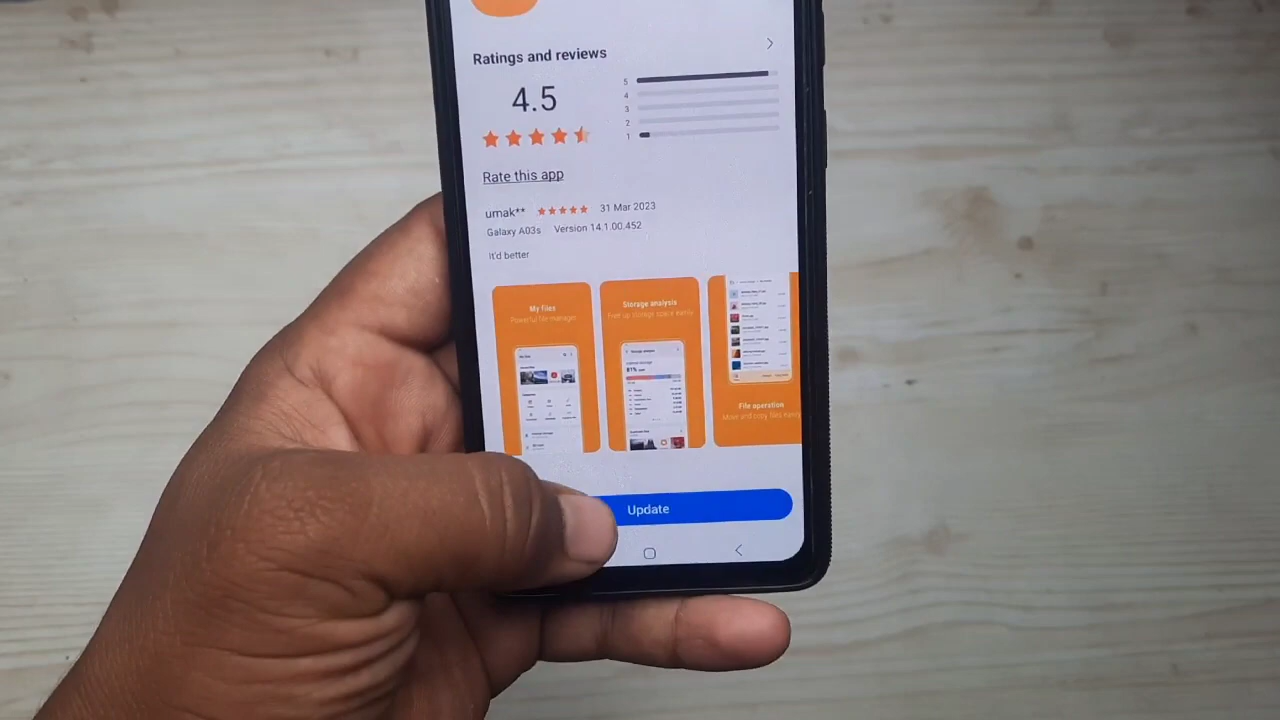 Ratings and reviews
4.5
5
4
3
2
1
Rate this app
umak** 31 Mar 2023
Galaxy A03s Version 14.1.00.452
It'd better
My files
Powerful file manager
Storage analysis
Free up storage space easily
81%
File operation
Move and copy files easily
Update